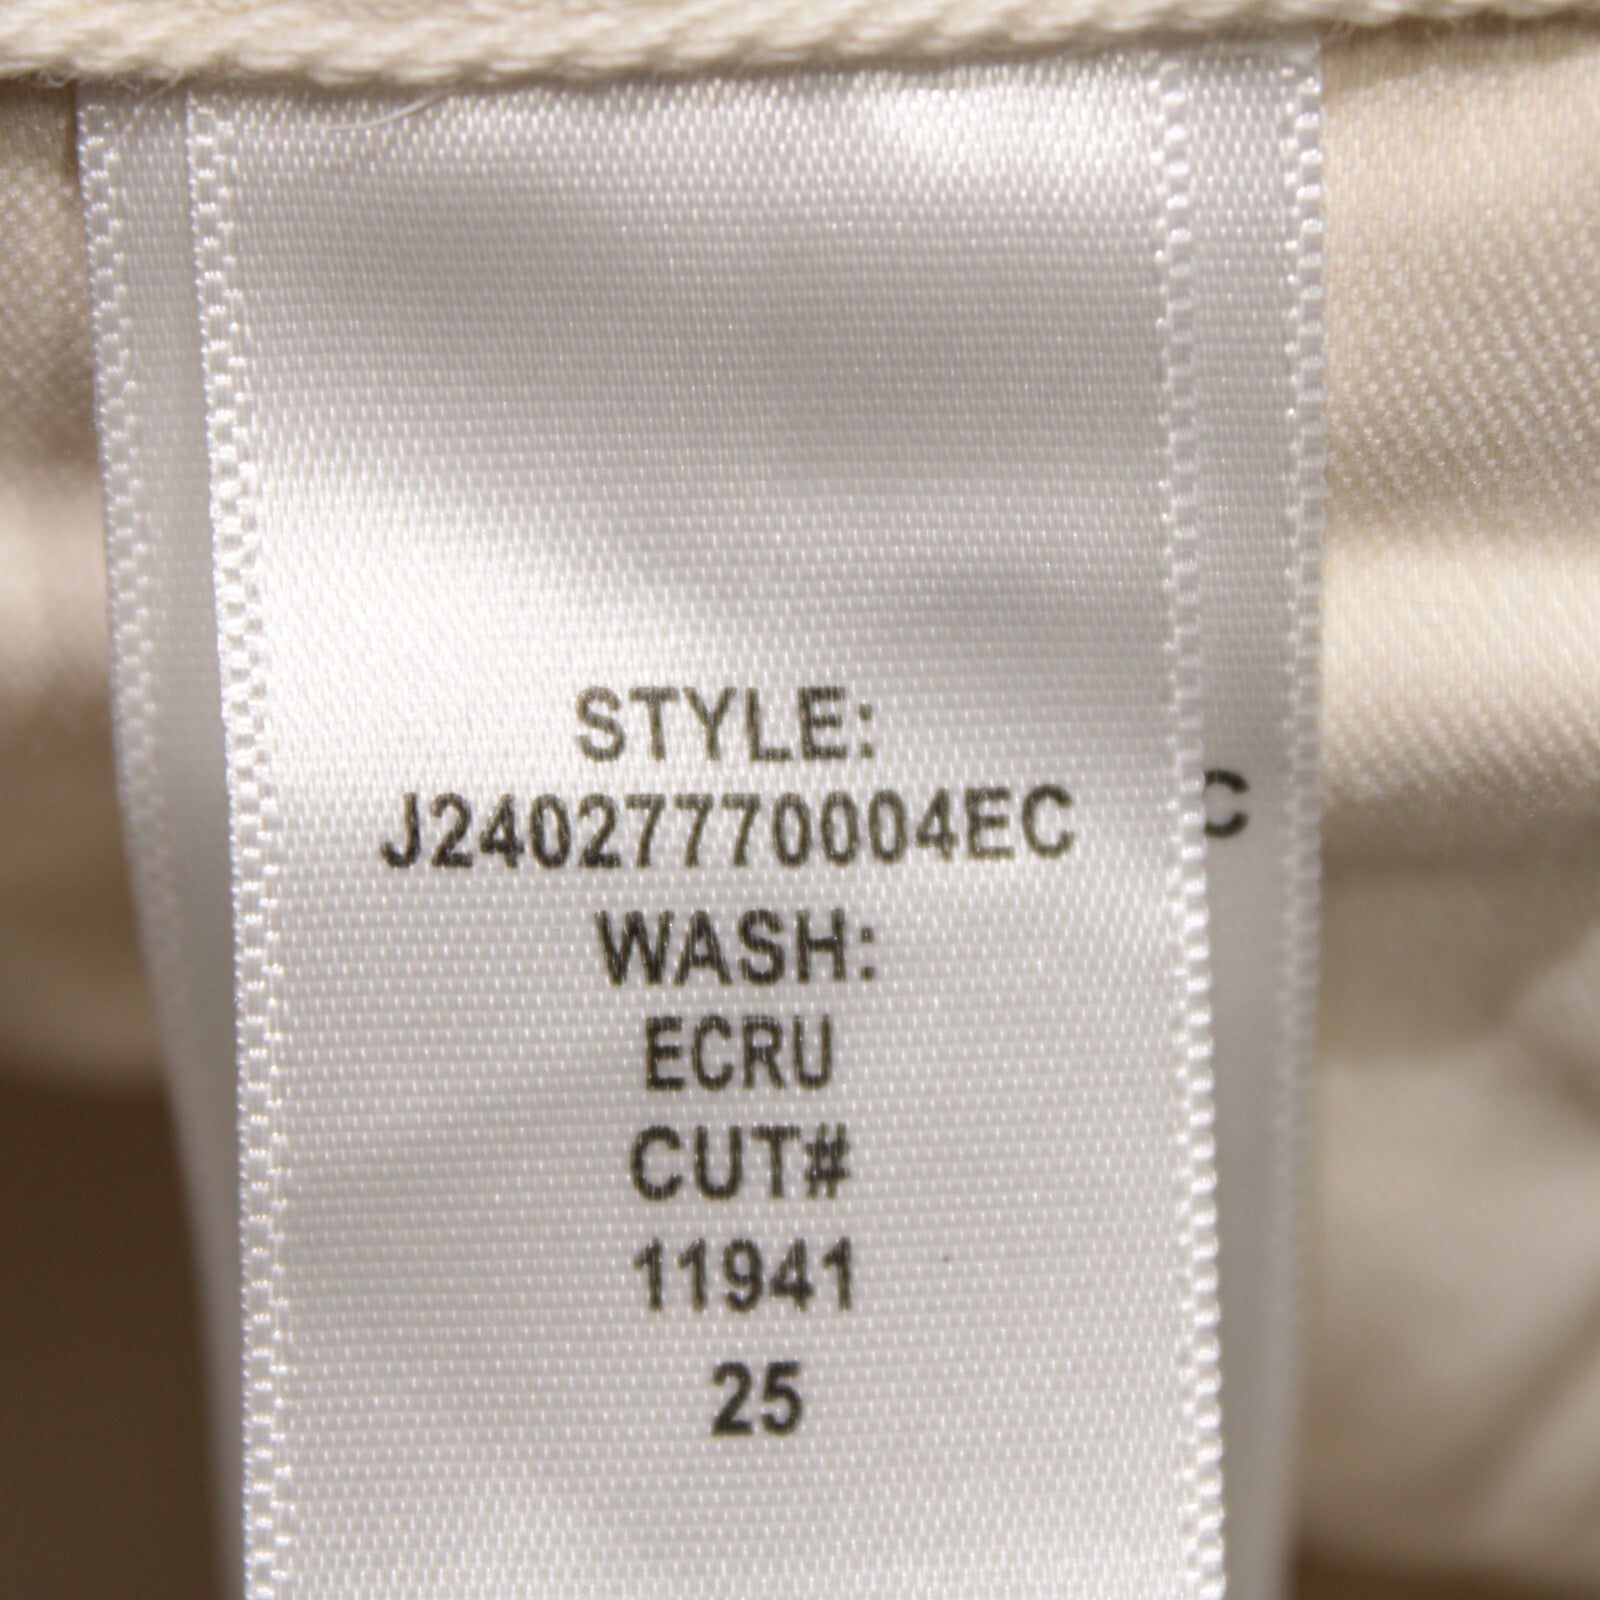 STYLE:
J24027770004EC
C
WASH:
ECRU
CUT#
11941
25